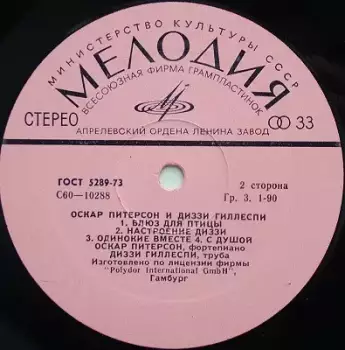 МИНИСТЕРСТВО КУЛЬТУРЫ СССР
МЕЛОДИЯ
ВСЕСОЮЗНАЯ ФИРМА ГРАМПЛАСТИНОК
СТЕРЕО
33
АПРЕЛЕВСКИЙ ОРДЕНА ЛЕНИНА ЗАВОД
ГОСТ 5289-73
2 сторона
С60—10288
Гр. 3. 1-90
ОСКАР ПИТЕРСОН И ДИЗЗИ ГИЛЛЕСПИ
1. БЛЮЗ ДЛЯ ПТИЦЫ
2. НАСТРОЕНИЕ ДИЗЗИ
3. ОДИНОКИЕ ВМЕСТЕ 4. С ДУШОЙ
ОСКАР ПИТЕРСОН, фортепиано
ДИЗЗИ ГИЛЛЕСПИ, труба
Изготовлено по лицензии фирмы
"Polydor International GmbH",
Гамбург